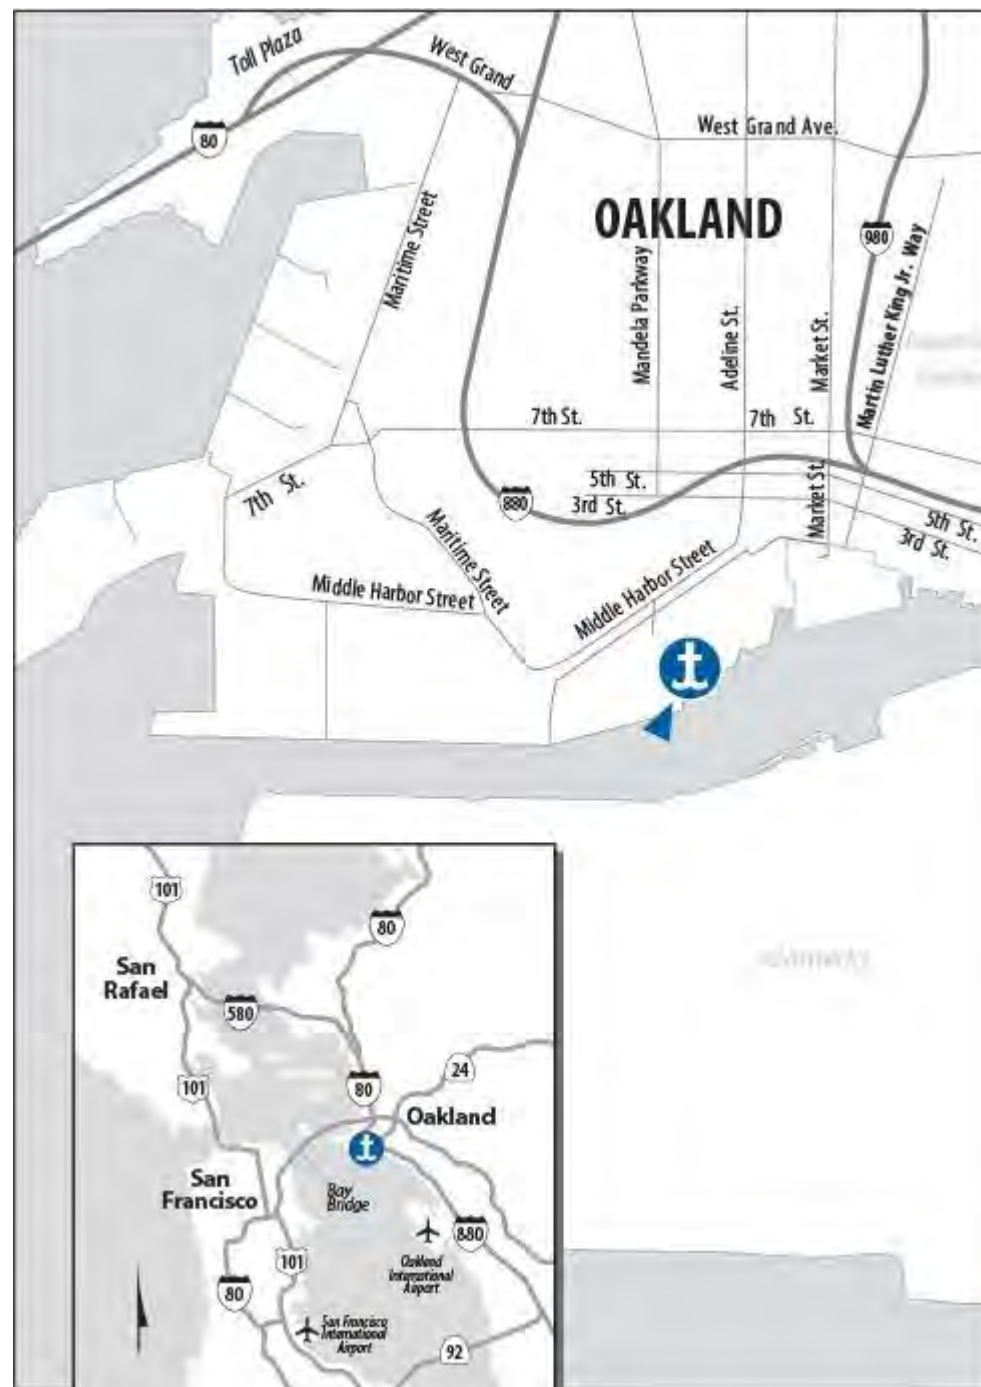 Toll Plaza
West Grand
80
West Grand Ave.
OAKLAND
980
Maritime Street
Mandela Parkway
Adeline St.
Market St.
Martin Luther King Jr. Way
7th St.
7th St.
7th St.
5th St.
3rd St.
880
Market St.
5th St.
3rd St.
Maritime Street
Middle Harbor Street
Middle Harbor Street
101
80
San
Rafael
580
101
80
24
Oakland
San
Francisco
Bay
Bridge
880
101
Oakland
International
Airport
80
San Francisco
International
Airport
92